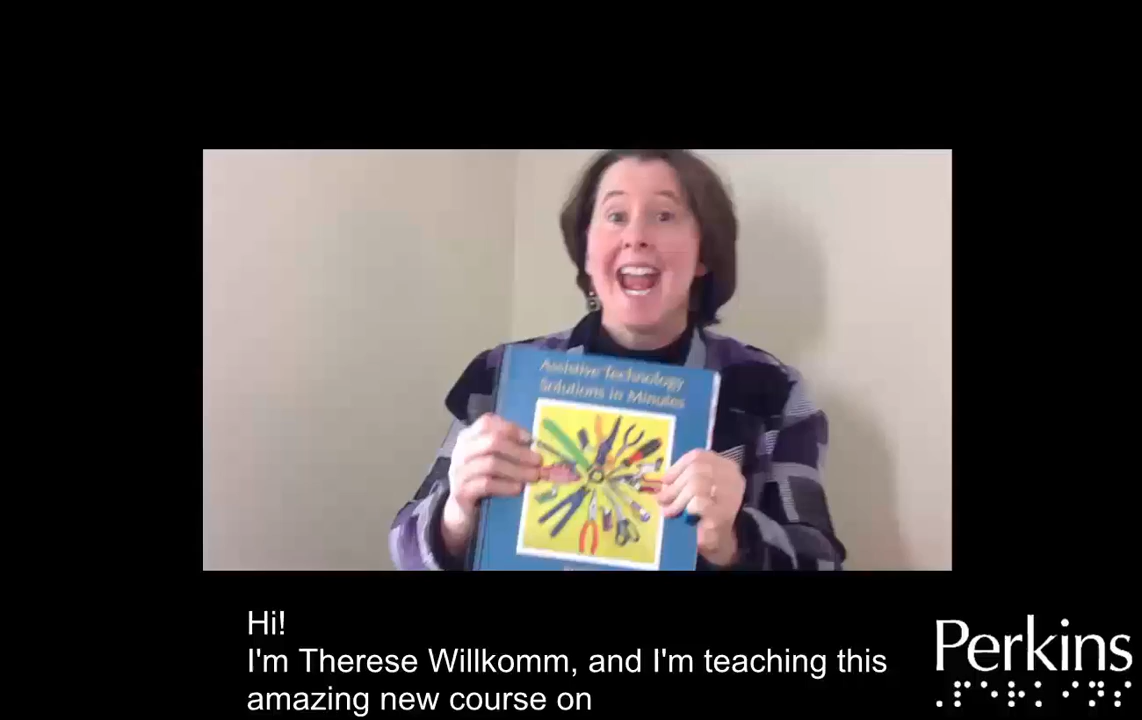 Assistive Technology
Solutions in Minutes
Hi!
I'm Therese Willkomm, and I'm teaching this
amazing new course on
Perkins
⠠⠏⠑⠗⠅⠊⠝⠎